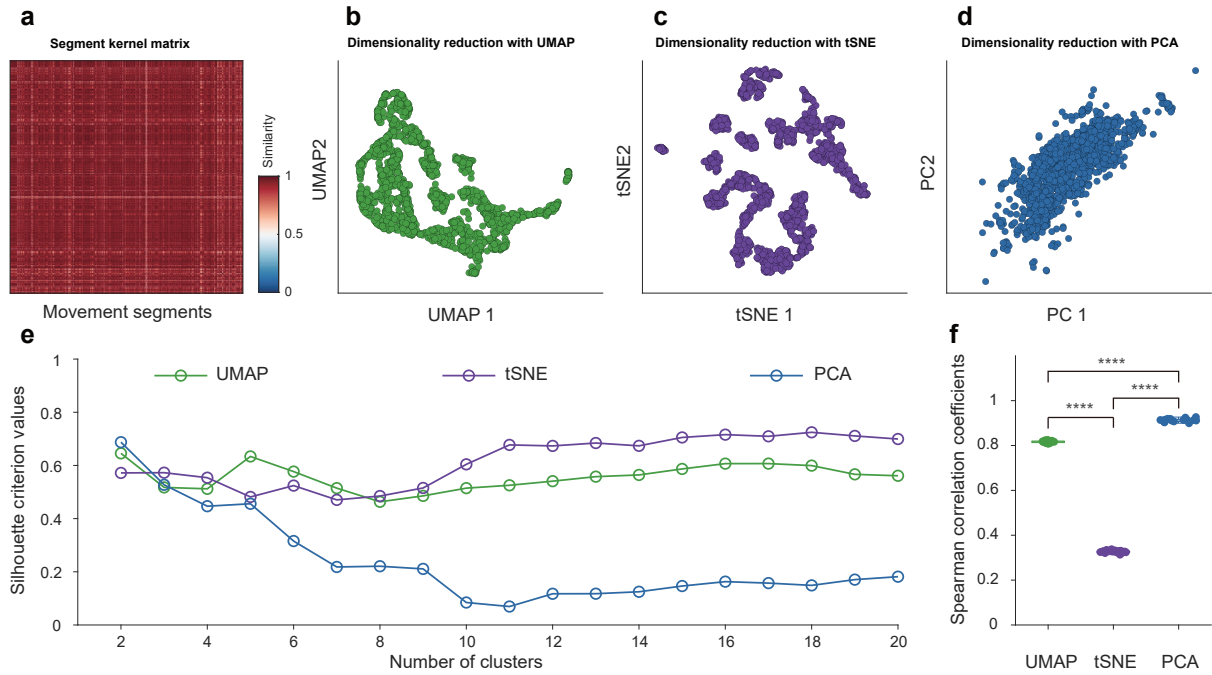 a
Segment kernel matrix
Similarity
1
0.5
0
Movement segments
b
Dimensionality reduction with UMAP
UMAP2
UMAP 1
c
Dimensionality reduction with tSNE
tSNE2
tSNE 1
d
Dimensionality reduction with PCA
PC2
PC 1
e
UMAP
tSNE
PCA
Silhouette criterion values
1
0.8
0.6
0.4
0.2
0
2 4 6 8 10 12 14 16 18 20
Number of clusters
f
Spearman correlation coefficients
1
0.8
0.6
0.4
0.2
0
****
****
****
UMAP tSNE PCA